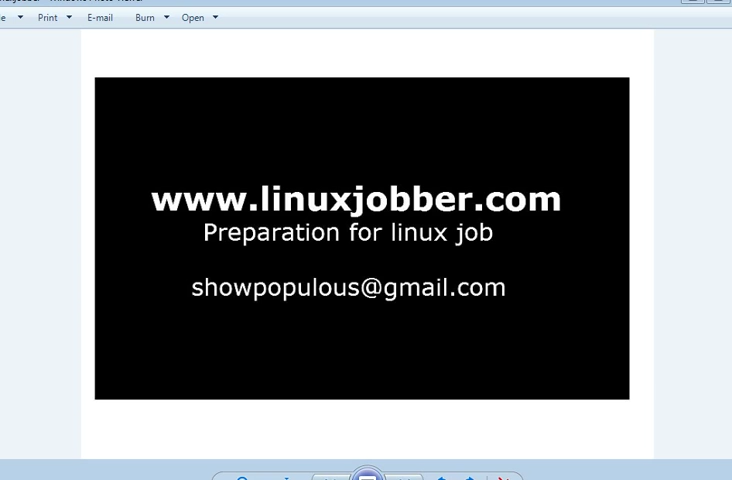 Print E-mail Burn Open
www.linuxjobber.com
Preparation for linux job
showpopulous@gmail.com